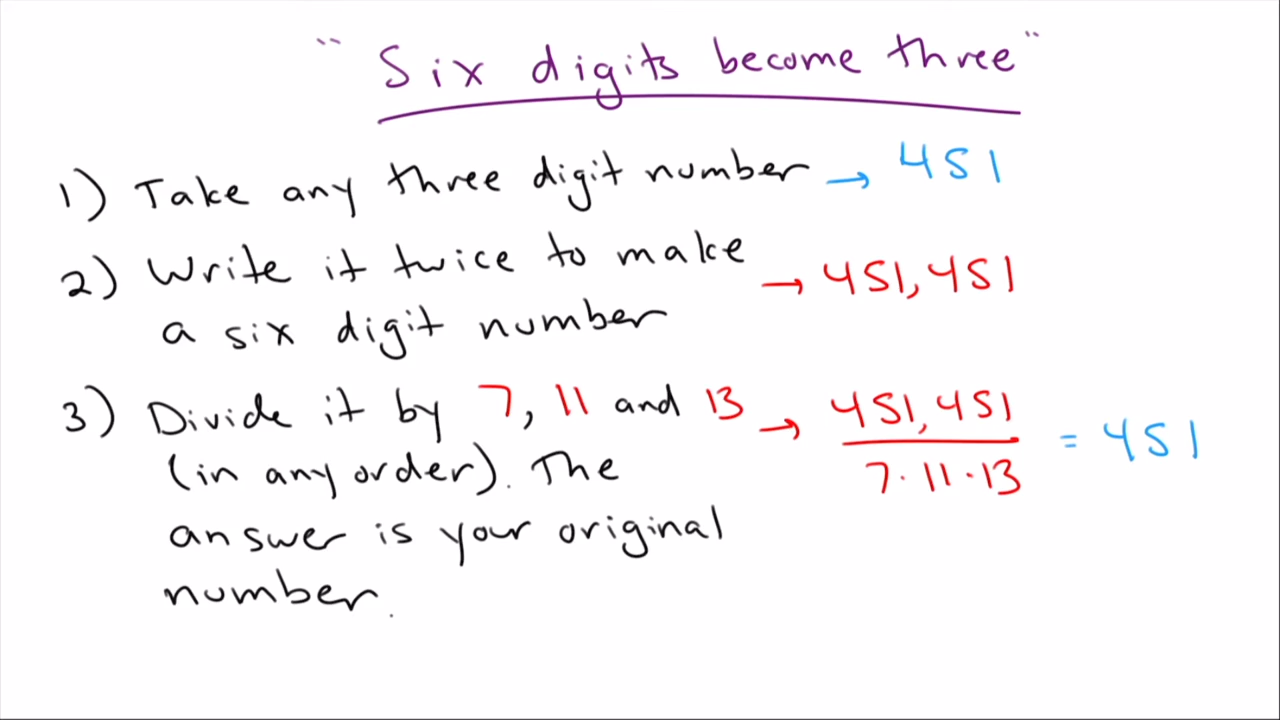 "Six digits become three"
1) Take any three digit number → 451
2) Write it twice to make
→ 451,451
a six digit number
3) Divide it by 7, 11 and 13 → 451,451 / 7·11·13 = 451
(in any order). The
answer is your original
number.